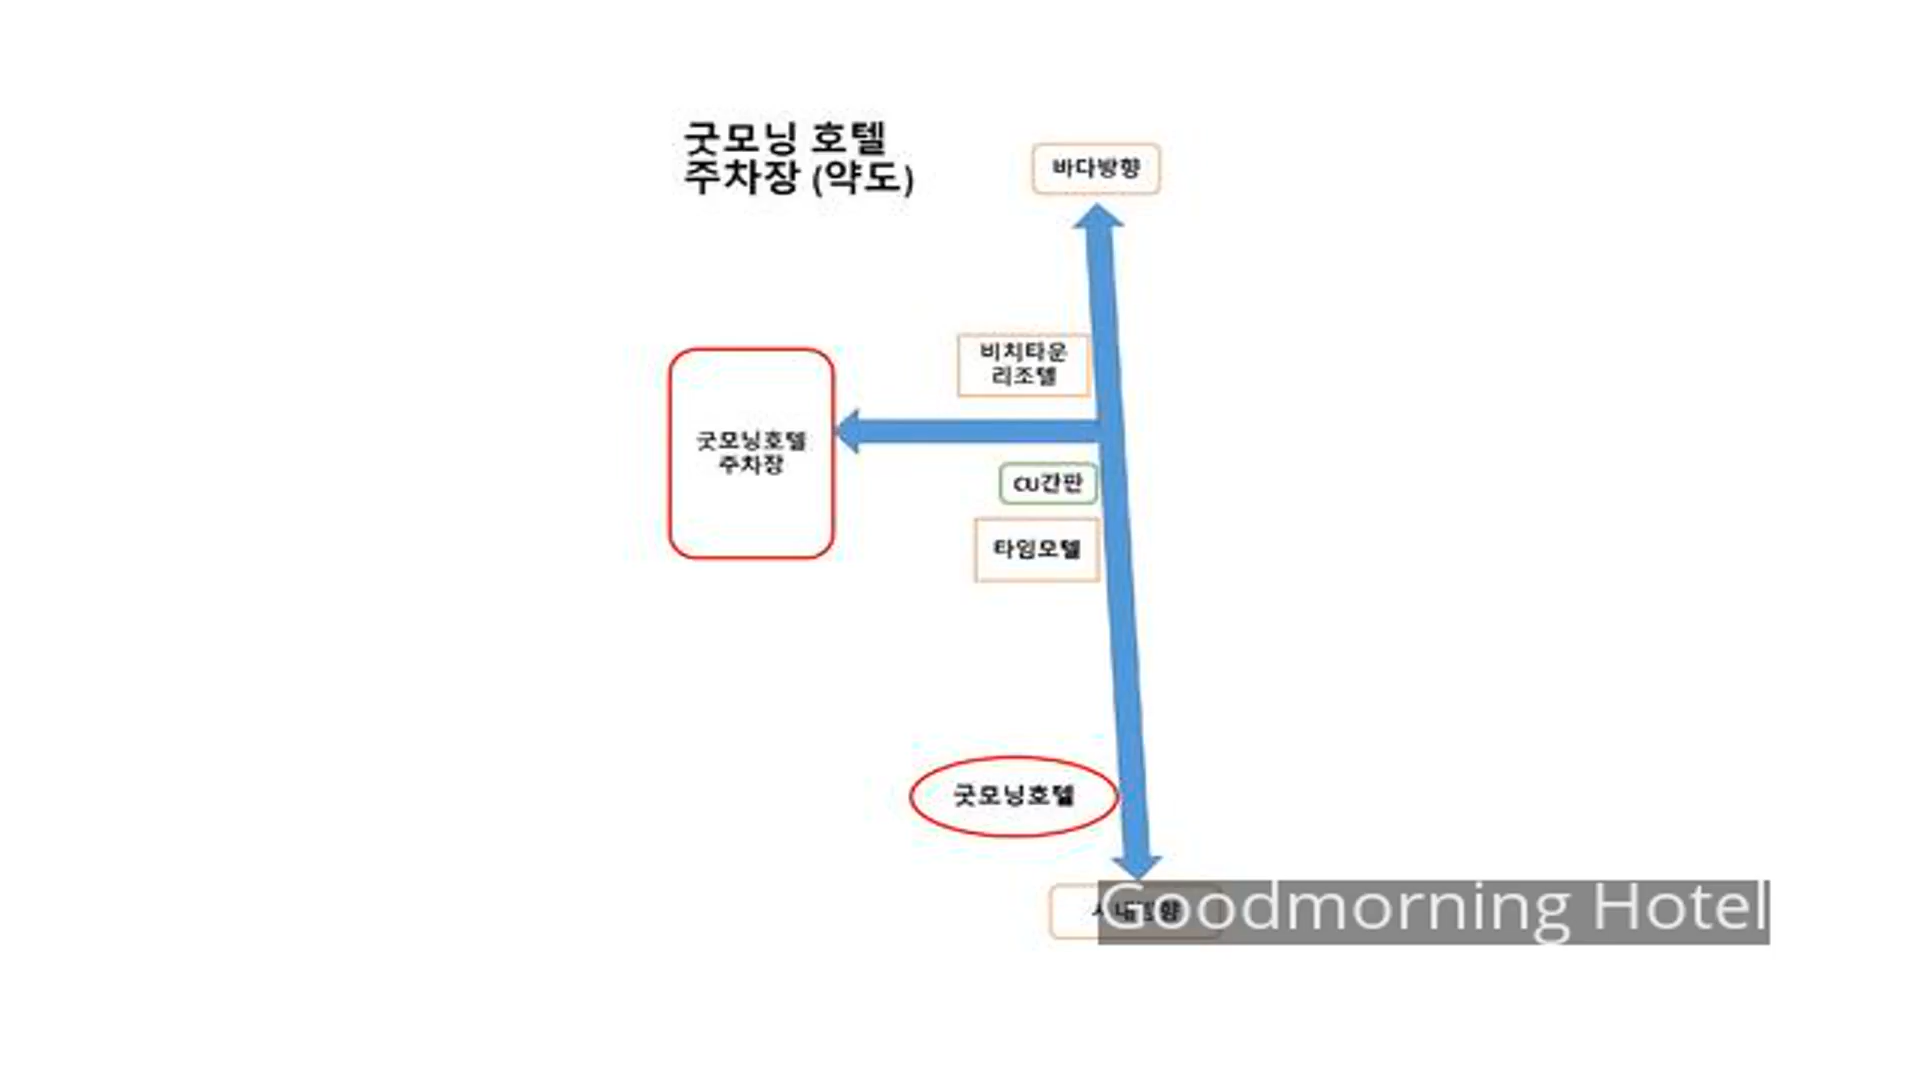 굿모닝 호텔
주차장 (약도)
바다방향
비치타운
리조텔
굿모닝호텔
주차장
CU간판
타임모텔
굿모닝호텔
Goodmorning Hotel